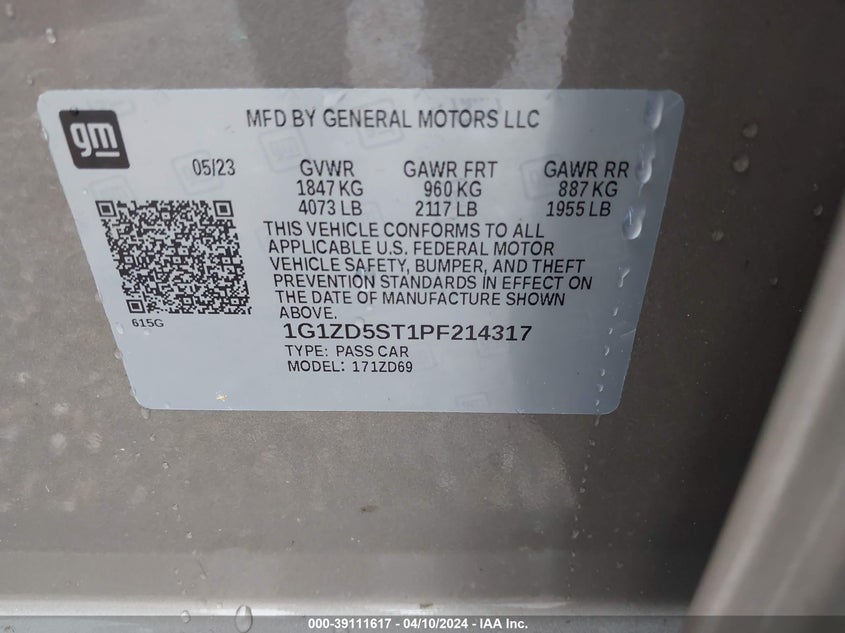 gm
MFD BY GENERAL MOTORS LLC
05/23 GVWR GAWR FRT GAWR RR
1847 KG 960 KG 887 KG
4073 LB 2117 LB 1955 LB
THIS VEHICLE CONFORMS TO ALL
APPLICABLE U.S. FEDERAL MOTOR
VEHICLE SAFETY, BUMPER, AND THEFT
PREVENTION STANDARDS IN EFFECT ON
THE DATE OF MANUFACTURE SHOWN
ABOVE.
615G
1G1ZD5ST1PF214317
TYPE: PASS CAR
MODEL: 171ZD69
000-39111617 - 04/10/2024 - IAA Inc.